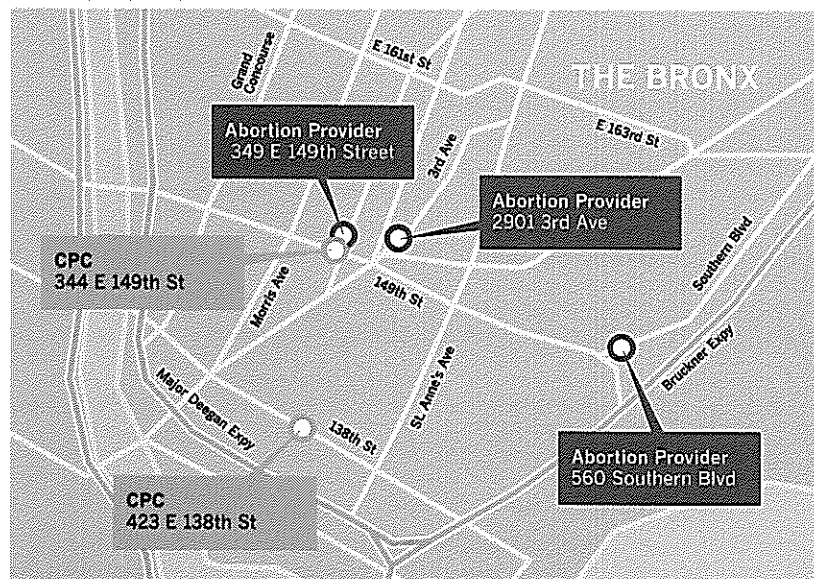 THE BRONX
E 161st St
Grand
Concourse
E 163rd St
3rd Ave
Abortion Provider
349 E 149th Street
Abortion Provider
2901 3rd Ave
CPC
344 E 149th St
149th St
Morris Ave
Southern Blvd
Bruckner Expy
St. Anne's Ave
Major Deegan Expy
138th St
Abortion Provider
560 Southern Blvd
CPC
423 E 138th St